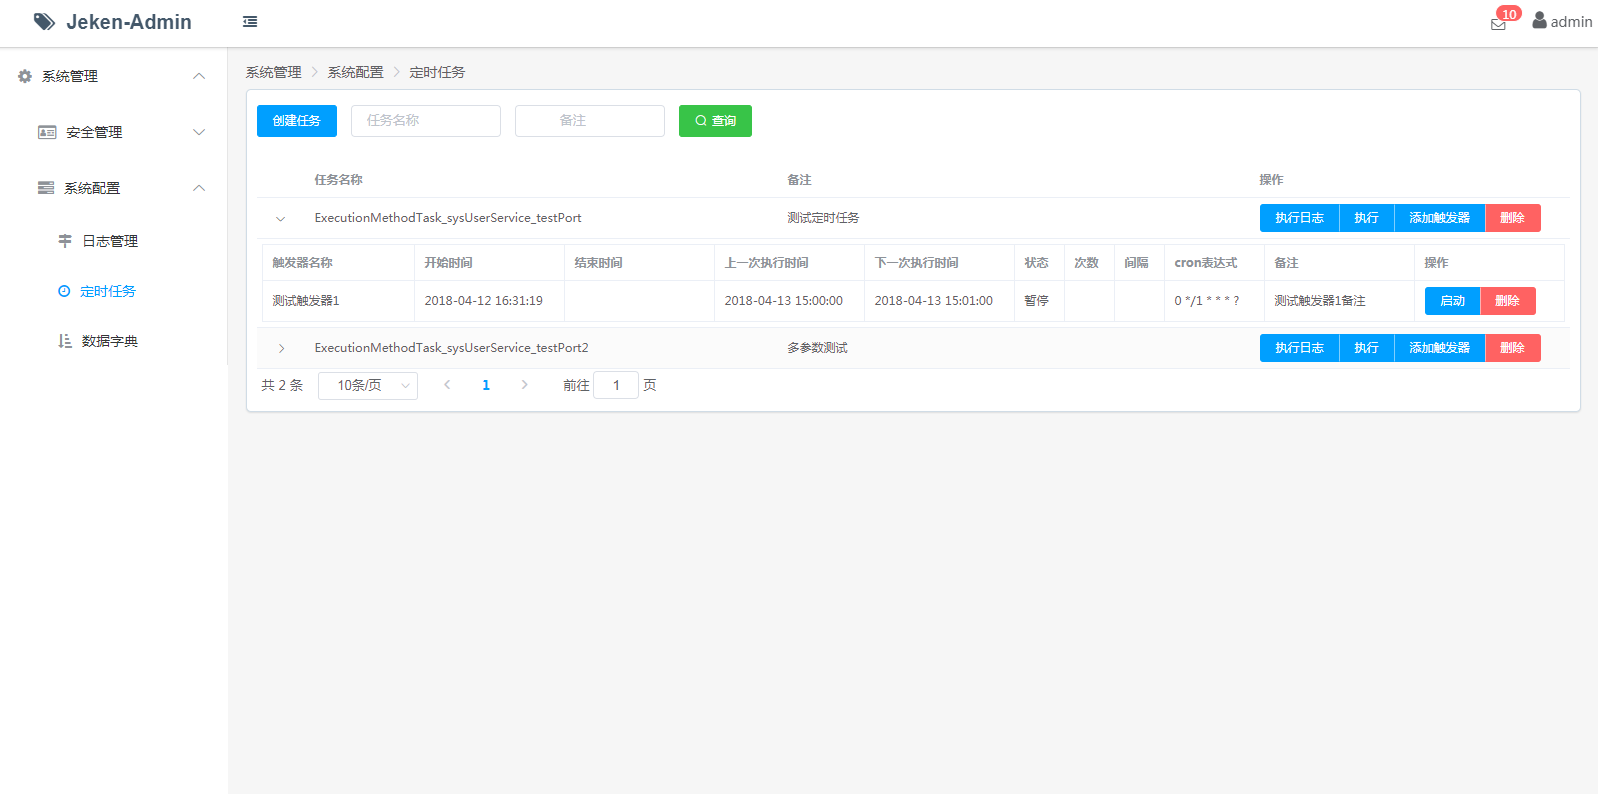 Jeken-Admin
10
admin
系统管理
安全管理
系统配置
日志管理
定时任务
数据字典
系统管理 系统配置 定时任务
创建任务 任务名称 备注 查询
任务名称 备注 操作
ExecutionMethodTask_sysUserService_testPort 测试定时任务 执行日志 执行 添加触发器 删除
触发器名称 开始时间 结束时间 上一次执行时间 下一次执行时间 状态 次数 间隔 cron表达式 备注 操作
测试触发器1 2018-04-12 16:31:19 2018-04-13 15:00:00 2018-04-13 15:01:00 暂停 0 */1 * * * ? 测试触发器1备注 启动 删除
ExecutionMethodTask_sysUserService_testPort2 多参数测试 执行日志 执行 添加触发器 删除
共 2 条 10条/页 1 前往 1 页